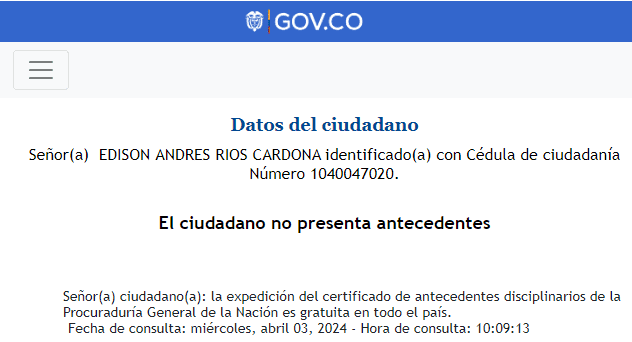 GOV.CO
Datos del ciudadano
Señor(a) EDISON ANDRES RIOS CARDONA identificado(a) con Cédula de ciudadanía
Número 1040047020.
El ciudadano no presenta antecedentes
Señor(a) ciudadano(a): la expedición del certificado de antecedentes disciplinarios de la
Procuraduría General de la Nación es gratuita en todo el país.
Fecha de consulta: miércoles, abril 03, 2024 - Hora de consulta: 10:09:13